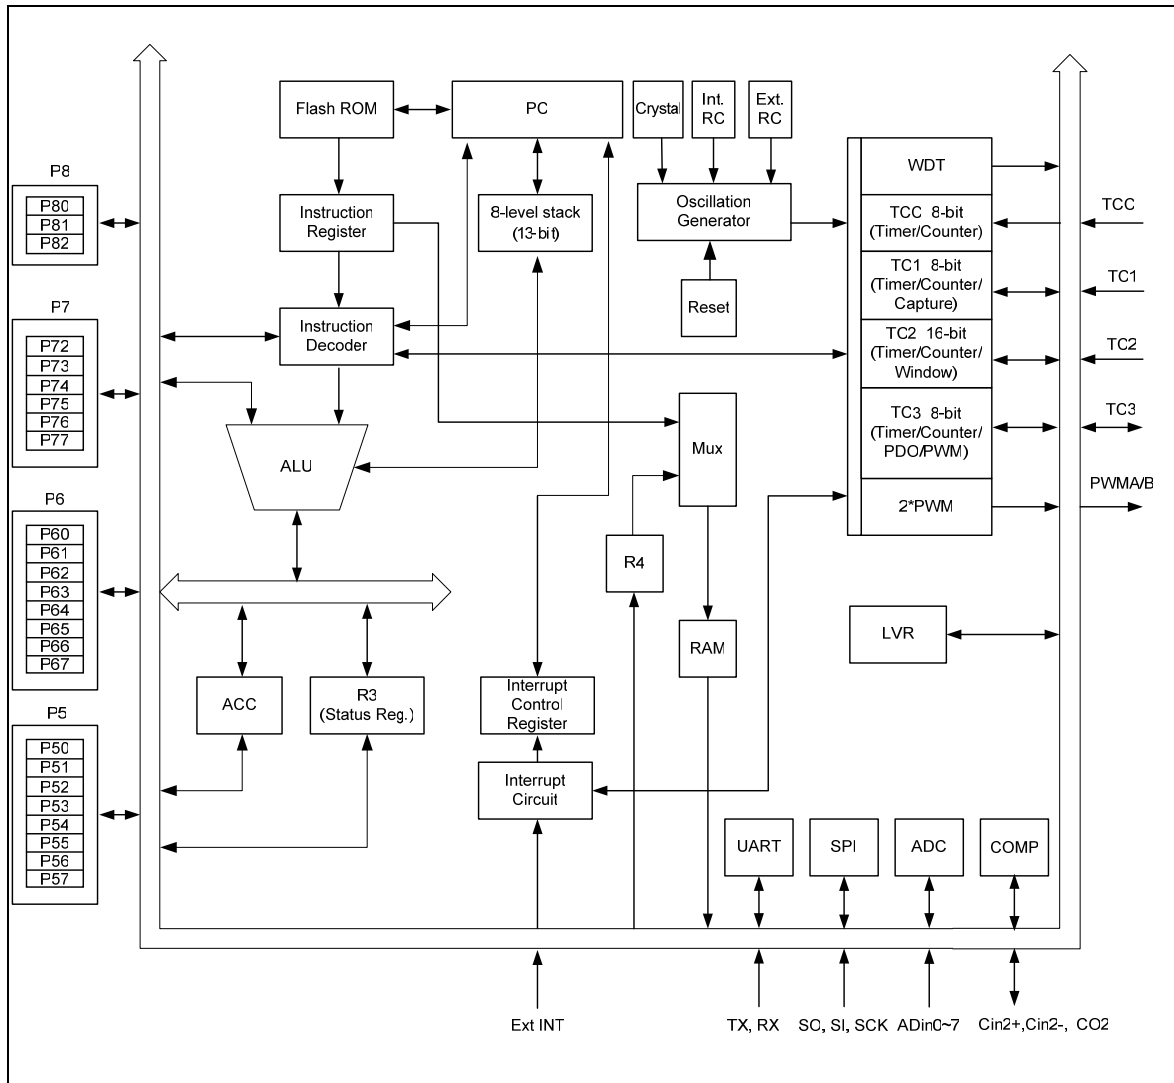 Flash ROM
PC
Crystal
Int.
RC
Ext.
RC
P8
P80
P81
P82
Instruction
Register
8-level stack
(13-bit)
Oscillation
Generator
Reset
WDT
TCC 8-bit
(Timer/Counter)
TC1 8-bit
(Timer/Counter/
Capture)
TC2 16-bit
(Timer/Counter/
Window)
TC3 8-bit
(Timer/Counter/
PDO/PWM)
2*PWM
TCC
TC1
TC2
TC3
PWMA/B
P7
P72
P73
P74
P75
P76
P77
Instruction
Decoder
ALU
Mux
R4
RAM
LVR
P6
P60
P61
P62
P63
P64
P65
P66
P67
ACC
R3
(Status Reg.)
Interrupt
Control
Register
Interrupt
Circuit
P5
P50
P51
P52
P53
P54
P55
P56
P57
UART
SPI
ADC
COMP
Ext INT
TX, RX
SO, SI, SCK
ADin0~7
Cin2+,Cin2-, CO2